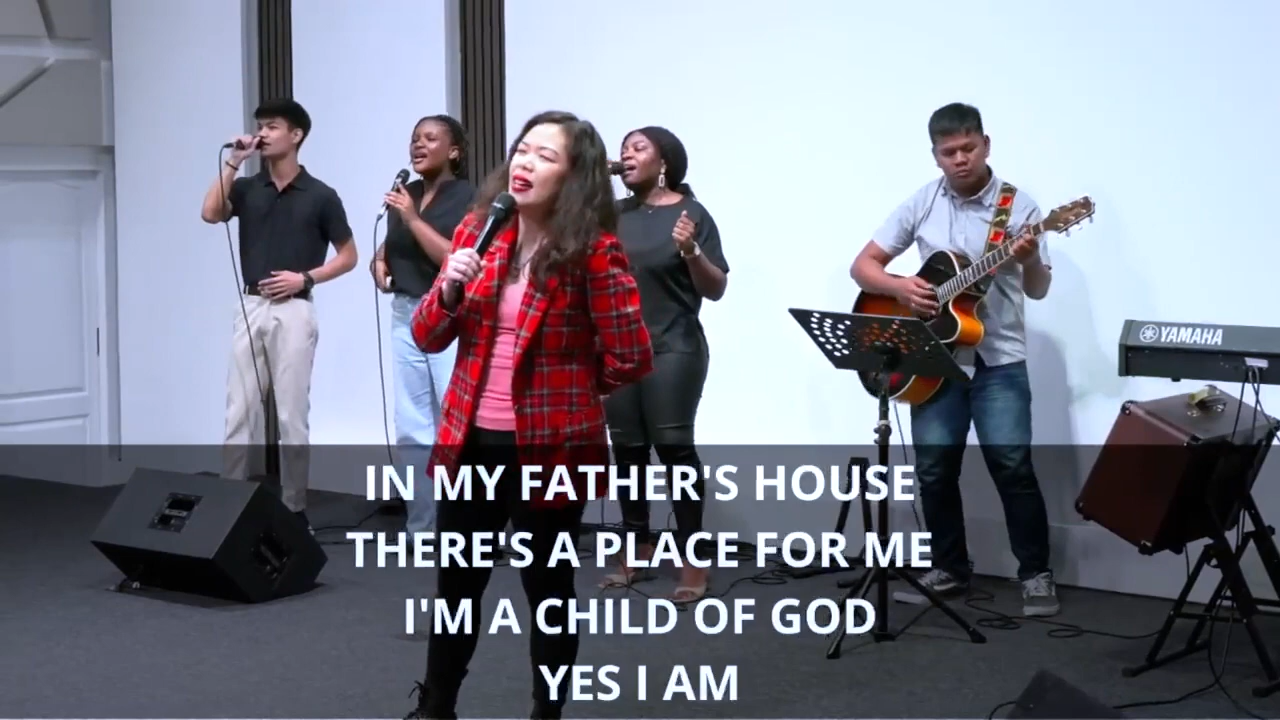 YAMAHA
IN MY FATHER'S HOUSE
THERE'S A PLACE FOR ME
I'M A CHILD OF GOD
YES I AM